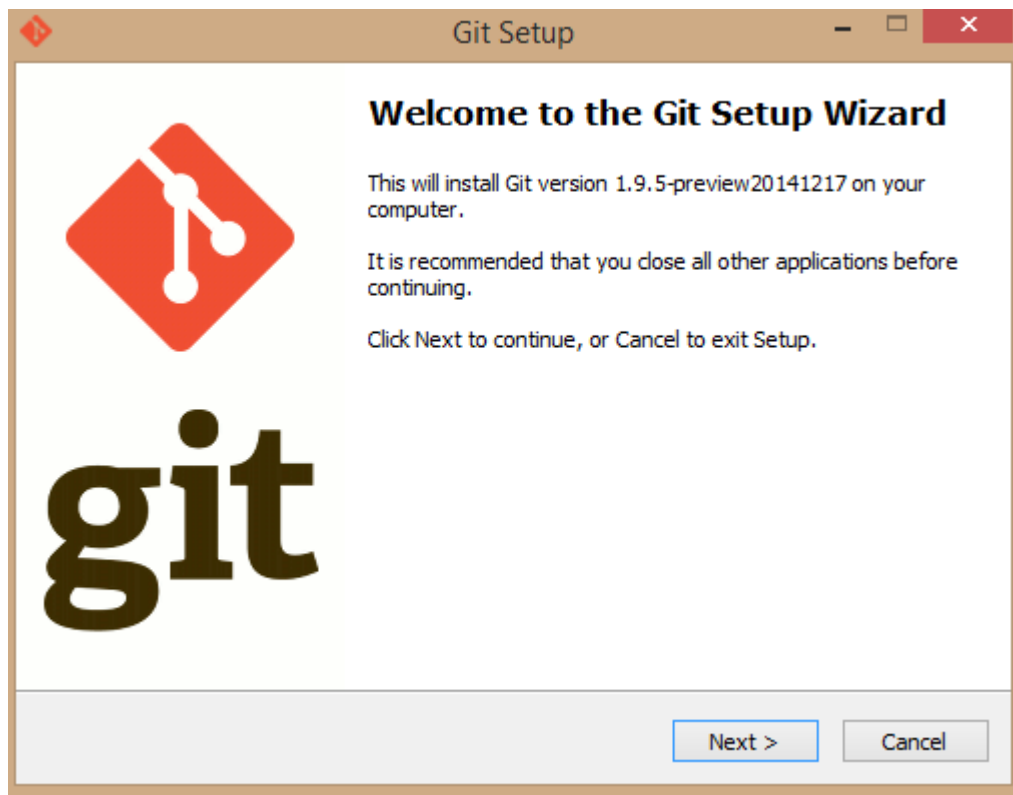 Git Setup
Welcome to the Git Setup Wizard
This will install Git version 1.9.5-preview20141217 on your
computer.
It is recommended that you close all other applications before
continuing.
Click Next to continue, or Cancel to exit Setup.
git
Next >
Cancel